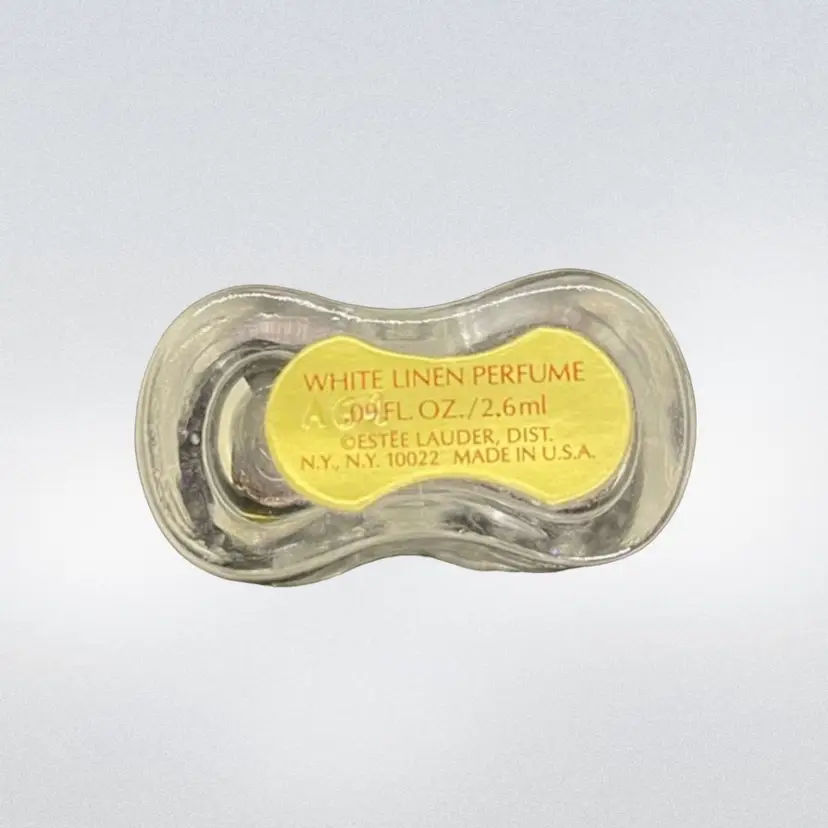 WHITE LINEN PERFUME
.09 FL. OZ./2.6ml
©ESTĒE LAUDER, DIST.
N.Y., N.Y. 10022 MADE IN U.S.A.